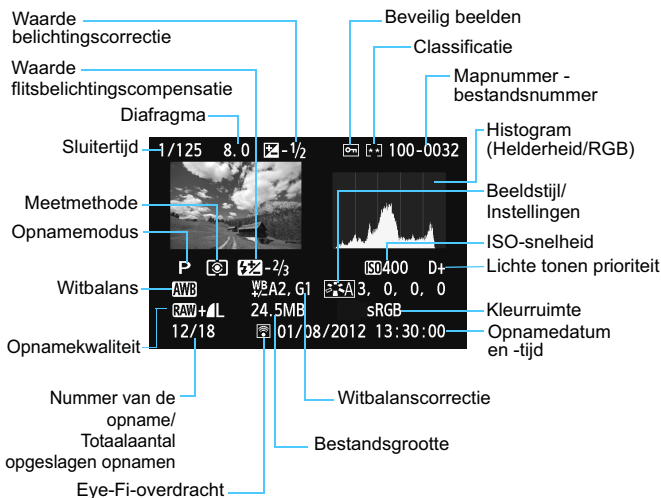 Waarde
belichtingscorrectie
Waarde
flitsbelichtingscompensatie
Diafragma
Sluitertijd
Meetmethode
Opnamemodus
Witbalans
Opnamekwaliteit
Nummer van de
opname/
Totaalaantal
opgeslagen opnamen
Eye-Fi-overdracht
Beveilig beelden
Classificatie
Mapnummer -
bestandsnummer
Histogram
(Helderheid/RGB)
Beeldstijl/
Instellingen
ISO-snelheid
Lichte tonen prioriteit
Kleurruimte
Opnamedatum
en -tijd
Witbalanscorrectie
Bestandsgrootte
1/125 8.0 -1/2 100-0032
P -2/3 ISO400 D+
AWB WB+/-A2, G1 A3, 0, 0, 0
RAW+L 24.5MB sRGB
12/18 01/08/2012 13:30:00